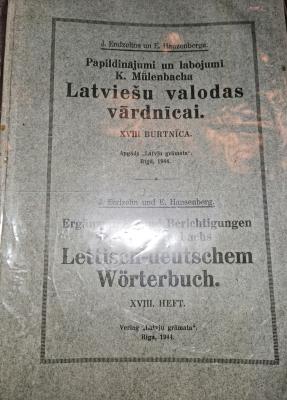 J. Endzelīns un E. Hauzenberga.
Papildinājumi un labojumi
K. Mülenbacha
Latviešu valodas
vārdnīcai.
XVIII BURTNĪCA.
Apgāds „Latvju grāmata".
Rīgā, 1944.
J. Endzelin und E. Hausenberg.
Berichtigungen
Lettisch-deutschem
Wörterbuch.
XVIII. HEFT.
Verlag „Latvju grāmata".
Riga, 1944.